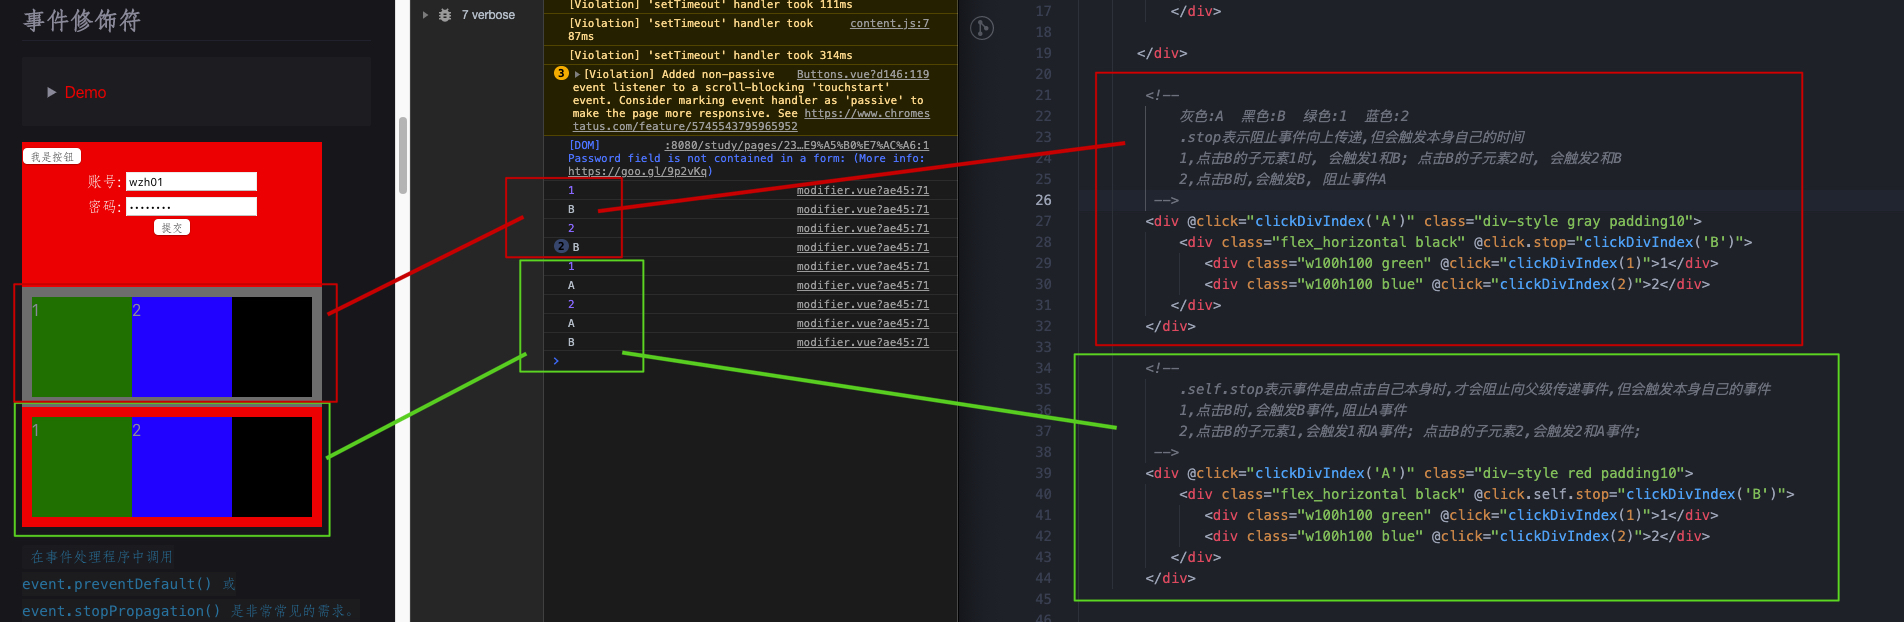 事件修饰符
▶ Demo
我是按钮
账号: wzh01
密码: ••••••••
提交
1
2
1
2
在事件处理程序中调用
event.preventDefault() 或
event.stopPropagation() 是非常常见的需求。
7 verbose
[Violation] 'setTimeout' handler took 111ms
[Violation] 'setTimeout' handler took content.js:7
87ms
[Violation] 'setTimeout' handler took 314ms
3 ▶[Violation] Added non-passive Buttons.vue?d146:119
event listener to a scroll-blocking 'touchstart'
event. Consider marking event handler as 'passive' to
make the page more responsive. See https://www.chromes
tatus.com/feature/5745543795965952
[DOM] :8080/study/pages/23…E9%A5%B0%E7%AC%A6:1
Password field is not contained in a form: (More info:
https://goo.gl/9p2vKq)
1 modifier.vue?ae45:71
B modifier.vue?ae45:71
2 modifier.vue?ae45:71
2 B modifier.vue?ae45:71
1 modifier.vue?ae45:71
A modifier.vue?ae45:71
2 modifier.vue?ae45:71
A modifier.vue?ae45:71
B modifier.vue?ae45:71
>
17 </div>
18
19 </div>
20
21 <!--
22 灰色:A 黑色:B 绿色:1 蓝色:2
23 .stop表示阻止事件向上传递,但会触发本身自己的时间
24 1,点击B的子元素1时, 会触发1和B; 点击B的子元素2时, 会触发2和B
25 2,点击B时,会触发B, 阻止事件A
26 -->
27 <div @click="clickDivIndex('A')" class="div-style gray padding10">
28 <div class="flex_horizontal black" @click.stop="clickDivIndex('B')">
29 <div class="w100h100 green" @click="clickDivIndex(1)">1</div>
30 <div class="w100h100 blue" @click="clickDivIndex(2)">2</div>
31 </div>
32 </div>
33
34 <!--
35 .self.stop表示事件是由点击自己本身时,才会阻止向父级传递事件,但会触发本身自己的事件
36 1,点击B时,会触发B事件,阻止A事件
37 2,点击B的子元素1,会触发1和A事件; 点击B的子元素2,会触发2和A事件;
38 -->
39 <div @click="clickDivIndex('A')" class="div-style red padding10">
40 <div class="flex_horizontal black" @click.self.stop="clickDivIndex('B')">
41 <div class="w100h100 green" @click="clickDivIndex(1)">1</div>
42 <div class="w100h100 blue" @click="clickDivIndex(2)">2</div>
43 </div>
44 </div>
45
46